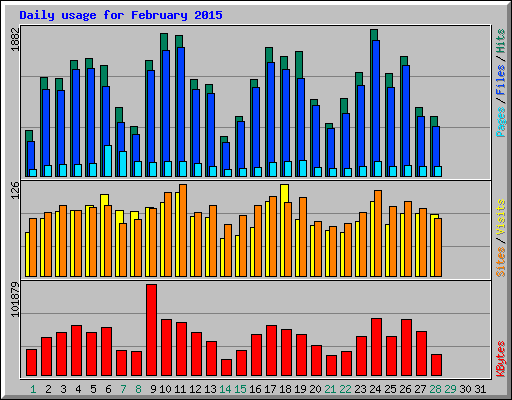 Daily usage for February 2015
1882
Pages / Files / Hits
126
Sites / Visits
101879
KBytes
1 2 3 4 5 6 7 8 9 10 11 12 13 14 15 16 17 18 19 20 21 22 23 24 25 26 27 28 29 30 31